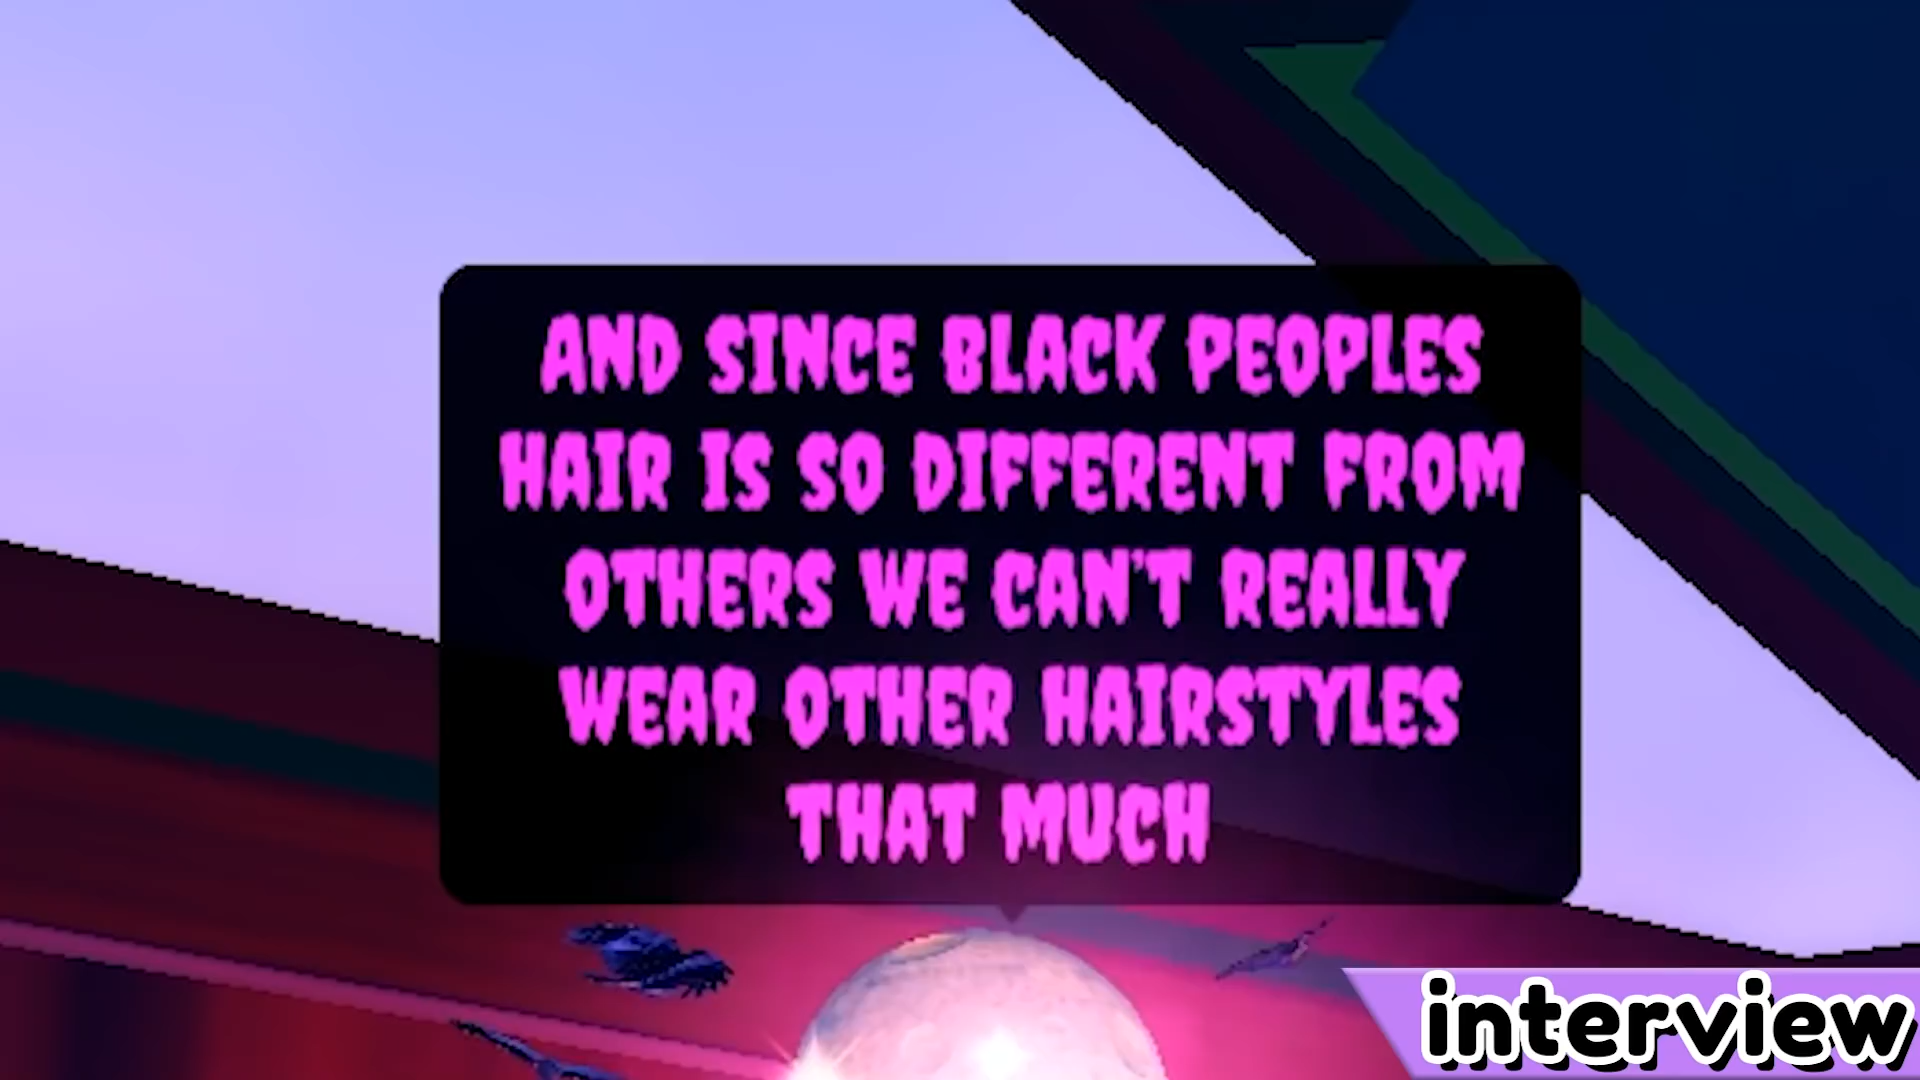 AND SINCE BLACK PEOPLES
HAIR IS SO DIFFERENT FROM
OTHERS WE CAN'T REALLY
WEAR OTHER HAIRSTYLES
THAT MUCH
interview